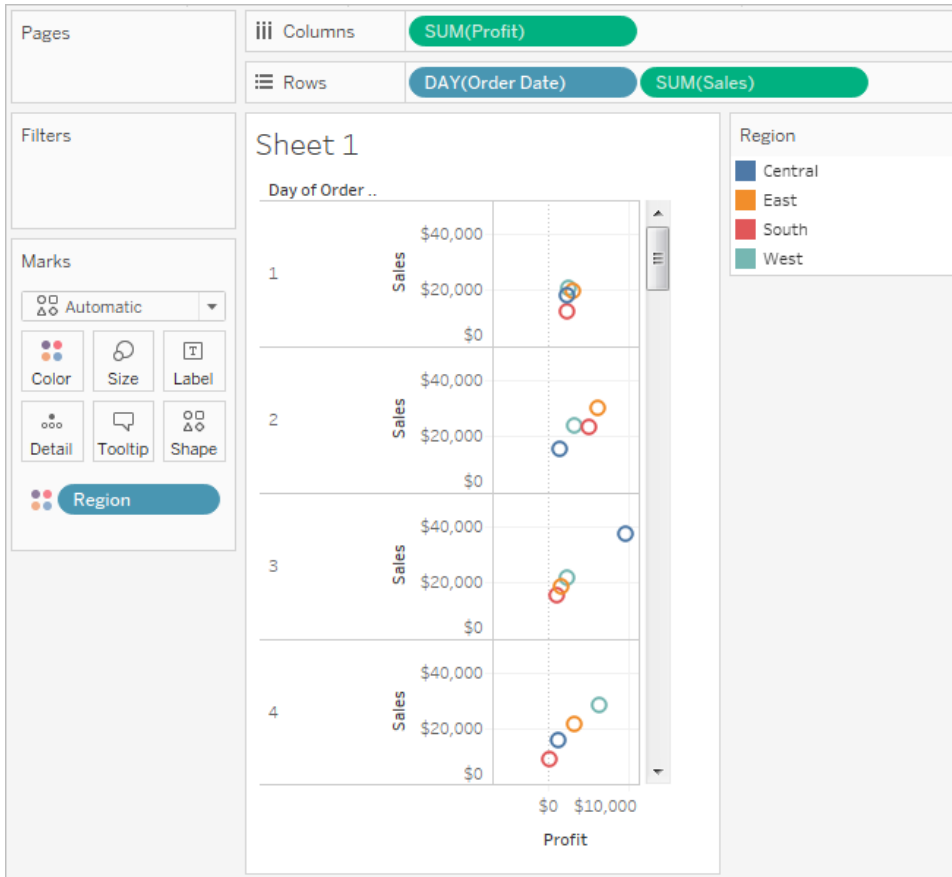 Pages
Columns
SUM(Profit)
Rows
DAY(Order Date)
SUM(Sales)
Filters
Marks
Automatic
Color
Size
Label
Detail
Tooltip
Shape
Region
Sheet 1
Day of Order ..
1
Sales
$40,000
$20,000
$0
2
Sales
$40,000
$20,000
$0
3
Sales
$40,000
$20,000
$0
4
Sales
$40,000
$20,000
$0
$0 $10,000
Profit
Region
Central
East
South
West